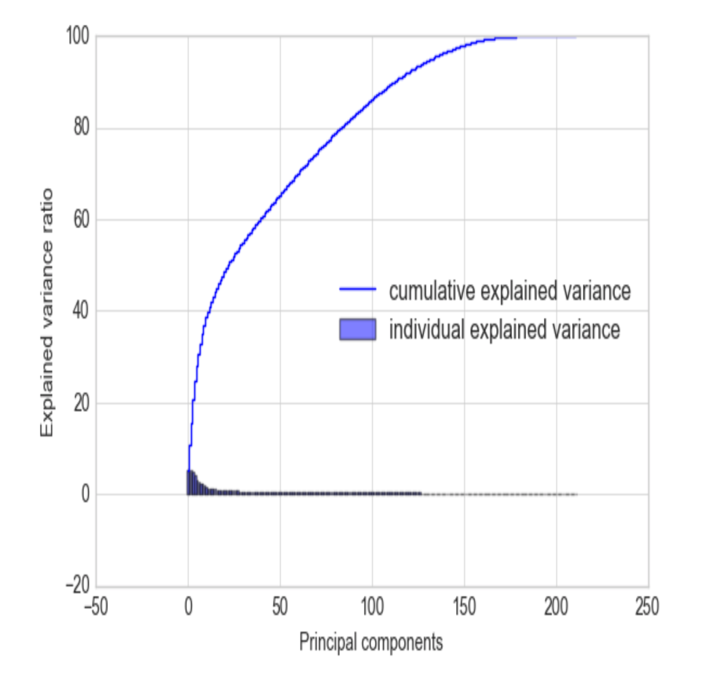 100
80
60
40
20
0
−20
Explained variance ratio
cumulative explained variance
individual explained variance
−50 0 50 100 150 200 250
Principal components